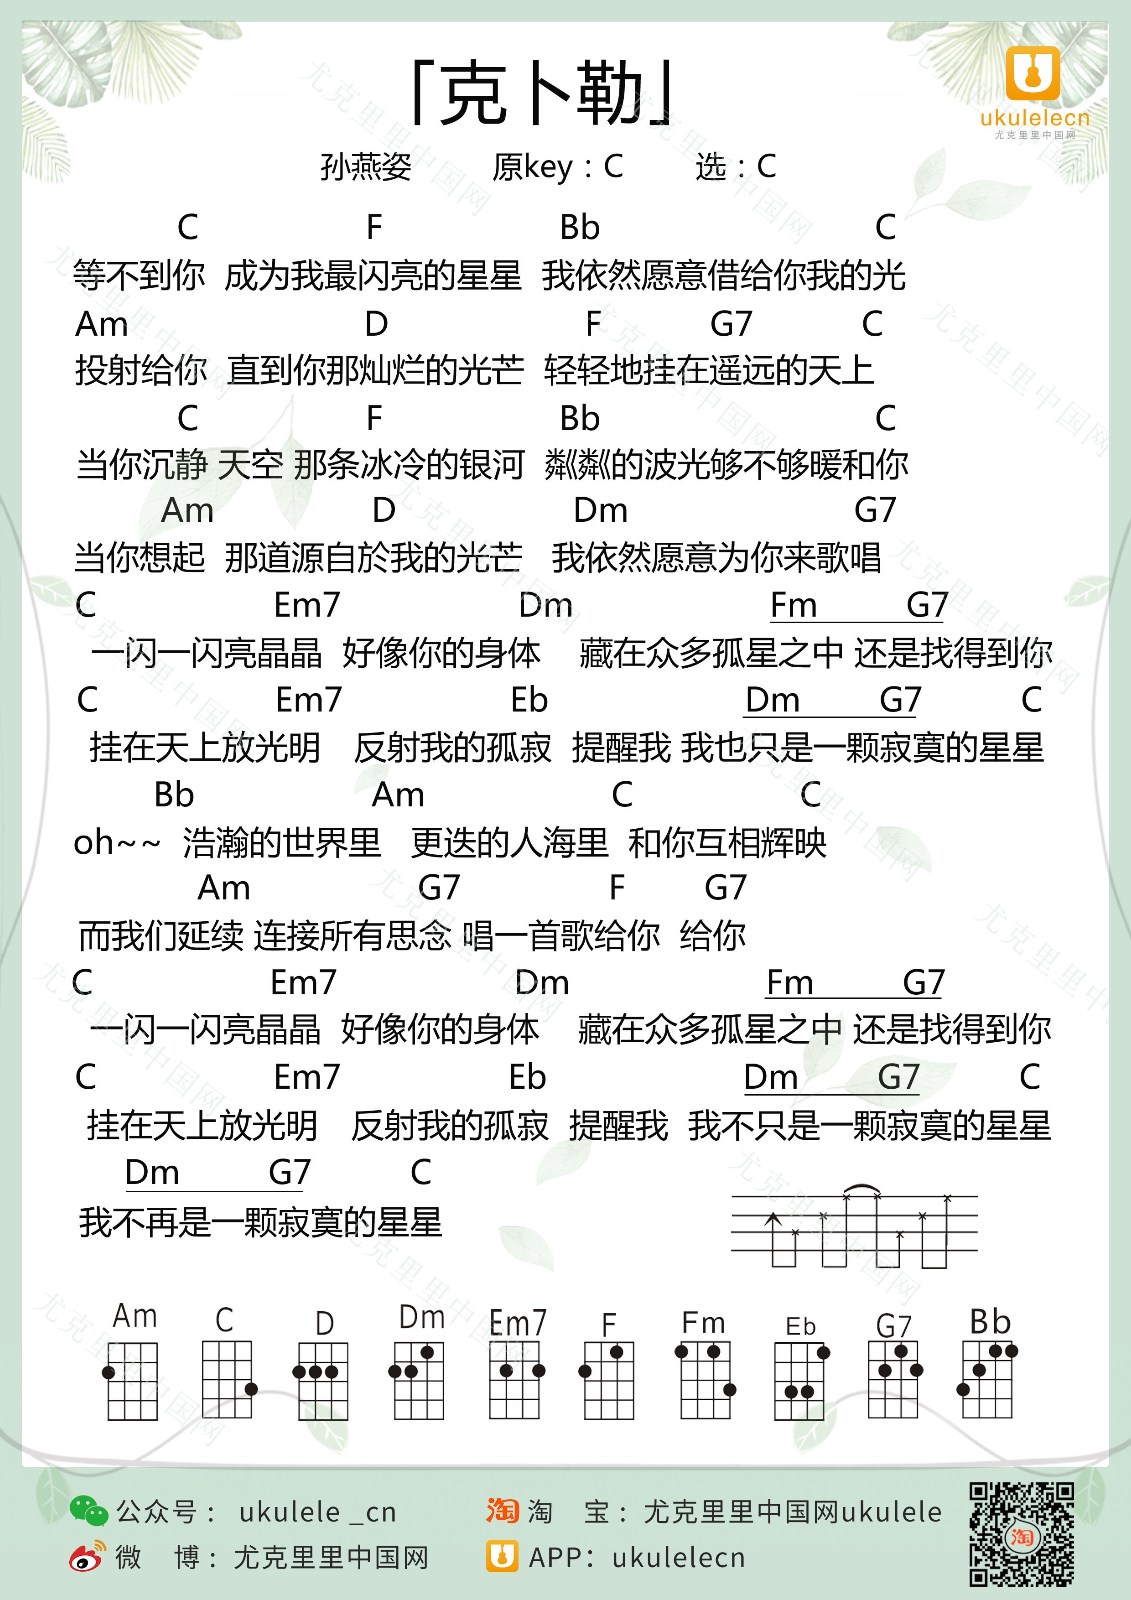 「克卜勒」
ukulelecn
尤克里里中国网
孙燕姿 原key：C 选：C
C F Bb C
等不到你 成为我最闪亮的星星 我依然愿意借给你我的光
Am D F G7 C
投射给你 直到你那灿烂的光芒 轻轻地挂在遥远的天上
C F Bb C
当你沉静 天空 那条冰冷的银河 粼粼的波光够不够暖和你
Am D Dm G7
当你想起 那道源自於我的光芒 我依然愿意为你来歌唱
C Em7 Dm Fm G7
一闪一闪亮晶晶 好像你的身体 藏在众多孤星之中 还是找得到你
C Em7 Eb Dm G7 C
挂在天上放光明 反射我的孤寂 提醒我 我也只是一颗寂寞的星星
Bb Am C C
oh~~ 浩瀚的世界里 更迭的人海里 和你互相辉映
Am G7 F G7
而我们延续 连接所有思念 唱一首歌给你 给你
C Em7 Dm Fm G7
一闪一闪亮晶晶 好像你的身体 藏在众多孤星之中 还是找得到你
C Em7 Eb Dm G7 C
挂在天上放光明 反射我的孤寂 提醒我 我不只是一颗寂寞的星星
Dm G7 C
我不再是一颗寂寞的星星
Am C D Dm Em7 F Fm Eb G7 Bb
公众号： ukulele _cn 淘 淘 宝：尤克里里中国网ukulele
微 博：尤克里里中国网 APP：ukulelecn
淘